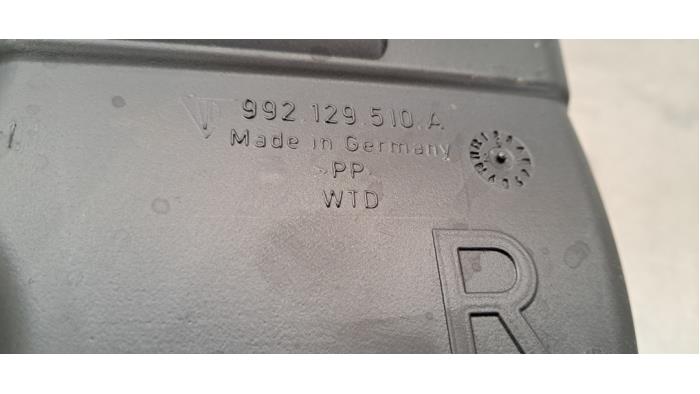 992.129.510.A
Made in Germany
>PP<
WTD
R